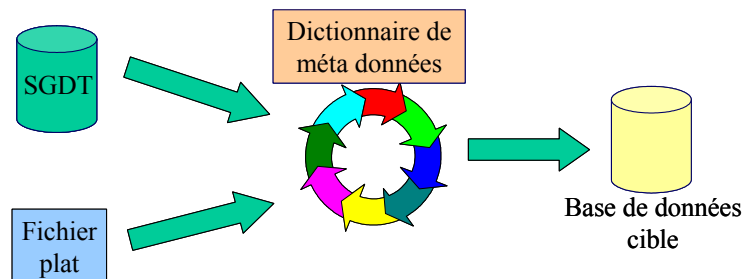 Dictionnaire de
méta données
SGDT
Fichier
plat
Base de données
cible